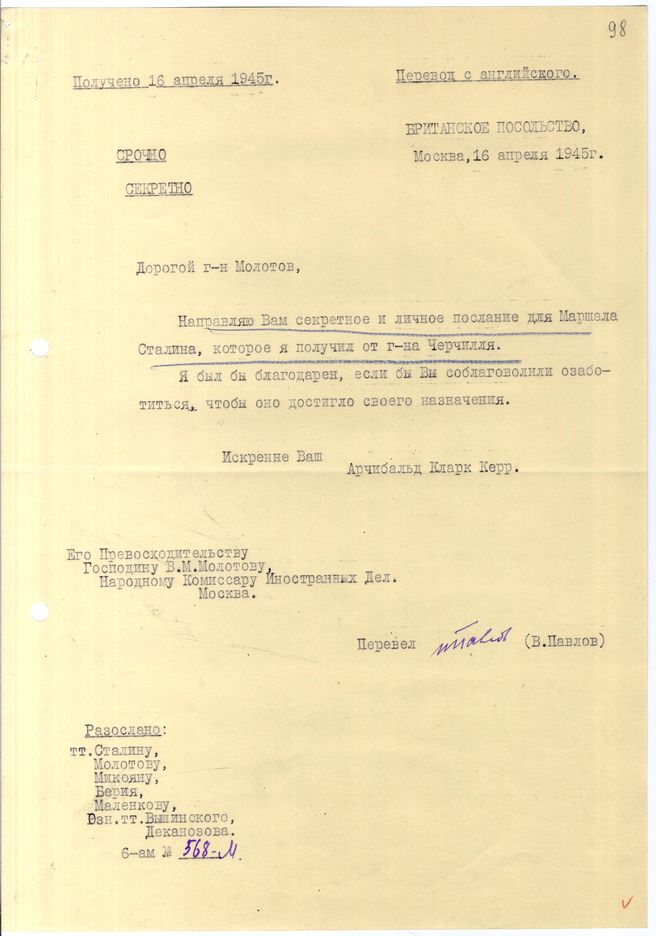 98
Получено 16 апреля 1945г.
Перевод с английского.
БРИТАНСКОЕ ПОСОЛЬСТВО,
СРОЧНО
Москва,16 апреля 1945г.
СЕКРЕТНО
Дорогой г-н Молотов,
Направляю Вам секретное и личное послание для Маршала
Сталина, которое я получил от г-на Черчилля.
Я был бы благодарен, если бы Вы соблаговолили озабо-
титься, чтобы оно достигло своего назначения.
Искренне Ваш
Арчибальд Кларк Керр.
Его Превосходительству
Господину В.М.Молотову,
Народному Комиссару Иностранных Дел.
Москва.
Перевел Павлов (В.Павлов)
Разослано:
тт.Сталину,
Молотову,
Микояну,
Берия,
Маленкову,
Озн.тт.Вышинского,
Деканозова.
6-ам № 568-М.